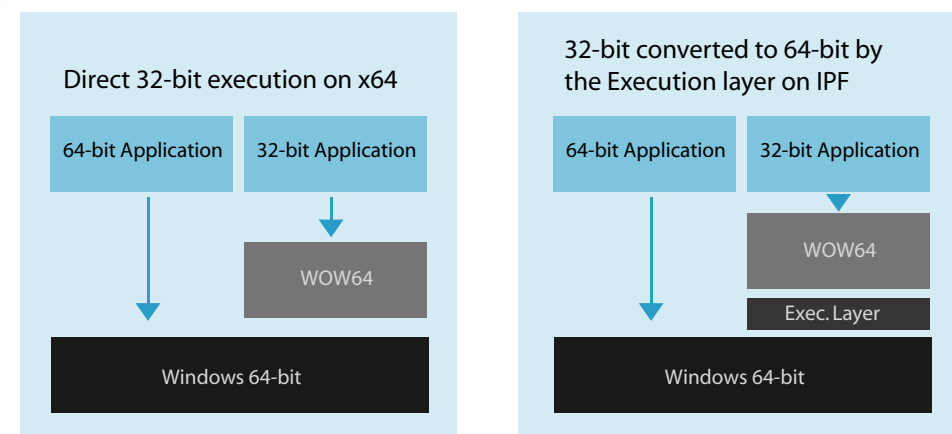 Direct 32-bit execution on x64
64-bit Application
32-bit Application
WOW64
Windows 64-bit
32-bit converted to 64-bit by
the Execution layer on IPF
64-bit Application
32-bit Application
WOW64
Exec. Layer
Windows 64-bit